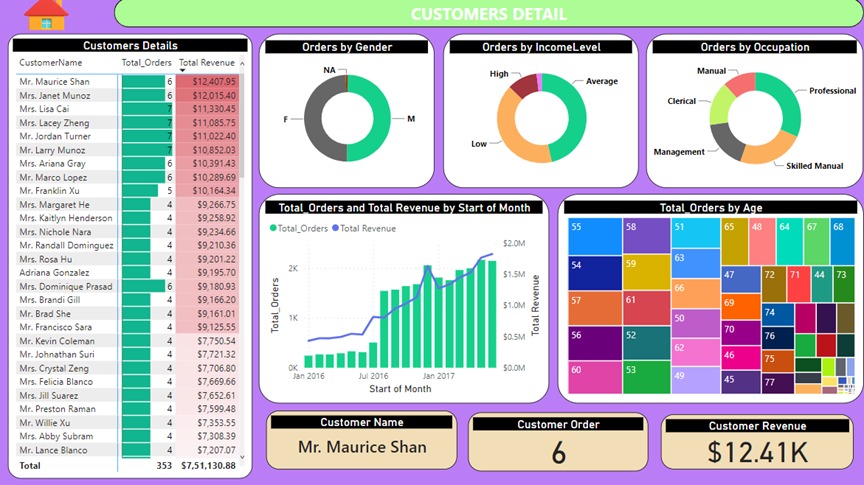 CUSTOMERS DETAIL
Customers Details
CustomerName Total_Orders Total Revenue
Mr. Maurice Shan 6 $12,407.95
Mrs. Janet Munoz 6 $12,015.40
Mrs. Lisa Cai 7 $11,330.45
Mrs. Lacey Zheng 7 $11,085.75
Mr. Jordan Turner 7 $11,022.40
Mr. Larry Munoz 7 $10,852.03
Mrs. Ariana Gray 6 $10,391.43
Mr. Marco Lopez 6 $10,289.69
Mr. Franklin Xu 5 $10,164.34
Mrs. Margaret He 4 $9,266.75
Mrs. Kaitlyn Henderson 4 $9,258.92
Mrs. Nichole Nara 4 $9,234.66
Mr. Randall Dominguez 4 $9,210.36
Mrs. Rosa Hu 4 $9,201.22
Adriana Gonzalez 4 $9,195.70
Mrs. Dominique Prasad 6 $9,180.93
Mrs. Brandi Gill 4 $9,166.20
Mr. Brad She 4 $9,161.01
Mr. Francisco Sara 4 $9,125.55
Mr. Kevin Coleman 4 $7,750.54
Mr. Johnathan Suri 4 $7,721.32
Mrs. Crystal Zeng 4 $7,706.80
Mrs. Felicia Blanco 4 $7,669.66
Mrs. Jill Suarez 4 $7,652.61
Mr. Preston Raman 4 $7,599.48
Mr. Willie Xu 4 $7,353.55
Mrs. Abby Subram 4 $7,308.39
Mr. Lance Blanco 4 $7,207.07
Total 353 $7,51,130.88
Orders by Gender
NA
F
M
Orders by IncomeLevel
High
Average
Low
Orders by Occupation
Manual
Professional
Clerical
Management
Skilled Manual
Total_Orders and Total Revenue by Start of Month
Total_Orders Total Revenue
Total_Orders
2K
1K
0K
$2.0M
$1.5M
$1.0M
$0.5M
$0.0M
Total Revenue
Jan 2016 Jul 2016 Jan 2017
Start of Month
Total_Orders by Age
55 58 51 65 48 64 67 68
54 59 63 47 72 71 44 73
57 61 66 69 74
56 52 50 70 76
60 53 62 46 75
49 45 77
Customer Name
Mr. Maurice Shan
Customer Order
6
Customer Revenue
$12.41K